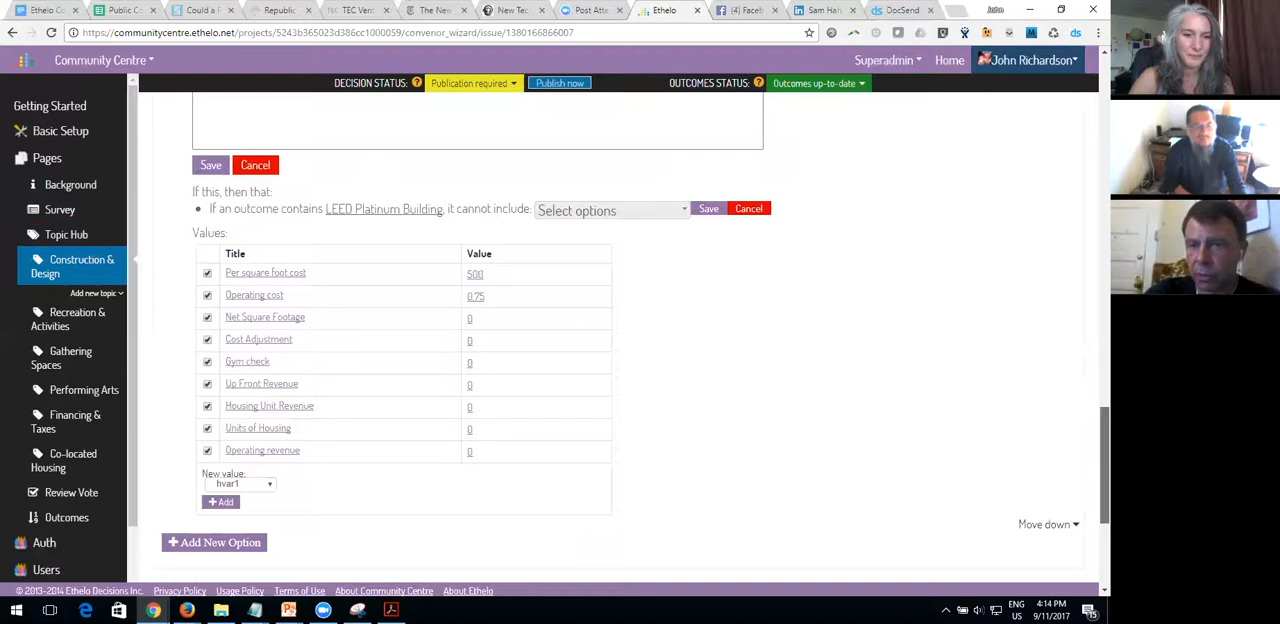 Ethelo Co
Public Co
Could a P
Republic
TEC Vent
The New
New Tec
Post Atte
Ethelo
(4) Faceb
Sam Hah
DocSend
John
https://communitycentre.ethelo.net/projects/5243b3650043d386cc1000059/convenor_wizard/issue/1380166866007
Community Centre
Superadmin Home John Richardson
DECISION STATUS: Publication required Publish now OUTCOMES STATUS: Outcomes up-to-date
Getting Started
Basic Setup
Pages
Background
Survey
Topic Hub
Construction &
Design
Add new topic
Recreation &
Activities
Gathering
Spaces
Performing Arts
Financing &
Taxes
Co-located
Housing
Review Vote
Outcomes
Auth
Users
Save Cancel
If this, then that:
• If an outcome contains LEED Platinum Building, it cannot include: Select options Save Cancel
Values:
Title Value
Per square foot cost 500
Operating cost 0.75
Net Square Footage 0
Cost Adjustment 0
Gym check 0
Up Front Revenue 0
Housing Unit Revenue 0
Units of Housing 0
Operating revenue 0
New value:
hvar1
+ Add
Move down
+ Add New Option
© 2013-2014 Ethelo Decisions Inc. Privacy Policy Usage Policy Terms of Use About Community Centre About Ethelo
ENG
US
4:14 PM
9/11/2017
15